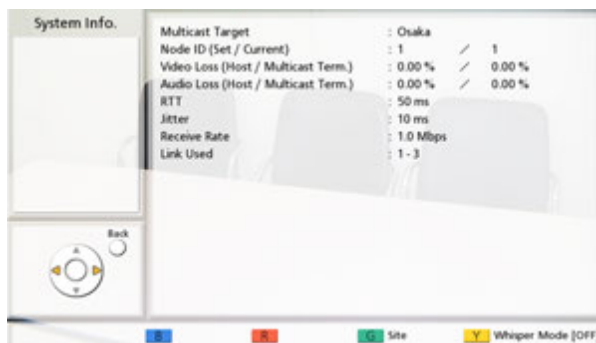 System Info.
Multicast Target : Osaka
Node ID (Set / Current) : 1 / 1
Video Loss (Host / Multicast Term.) : 0.00 % / 0.00 %
Audio Loss (Host / Multicast Term.) : 0.00 % / 0.00 %
RTT : 50 ms
Jitter : 10 ms
Receive Rate : 1.0 Mbps
Link Used : 1 - 3
Back
B R G Site Y Whisper Mode [OFF